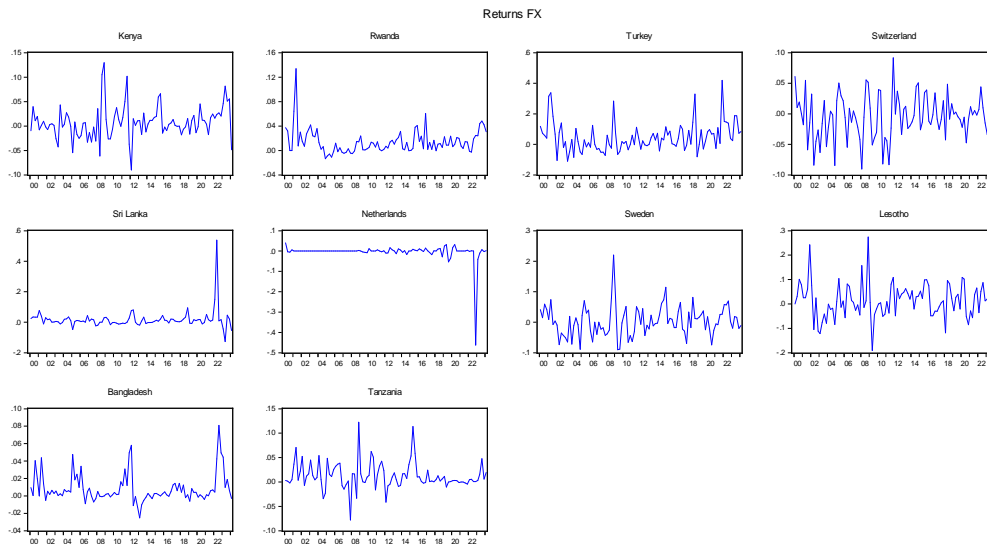 Returns FX
Kenya
.15
.10
.05
.00
-.05
-.10
00 02 04 06 08 10 12 14 16 18 20 22
Rwanda
.16
.12
.08
.04
.00
-.04
00 02 04 06 08 10 12 14 16 18 20 22
Turkey
.6
.4
.2
.0
-.2
00 02 04 06 08 10 12 14 16 18 20 22
Switzerland
.10
.05
.00
-.05
-.10
00 02 04 06 08 10 12 14 16 18 20 22
Sri Lanka
.6
.4
.2
.0
-.2
00 02 04 06 08 10 12 14 16 18 20 22
Netherlands
.1
.0
-.1
-.2
-.3
-.4
-.5
00 02 04 06 08 10 12 14 16 18 20 22
Sweden
.3
.2
.1
.0
-.1
00 02 04 06 08 10 12 14 16 18 20 22
Lesotho
.3
.2
.1
.0
-.1
-.2
00 02 04 06 08 10 12 14 16 18 20 22
Bangladesh
.10
.08
.06
.04
.02
.00
-.02
-.04
00 02 04 06 08 10 12 14 16 18 20 22
Tanzania
.15
.10
.05
.00
-.05
-.10
00 02 04 06 08 10 12 14 16 18 20 22